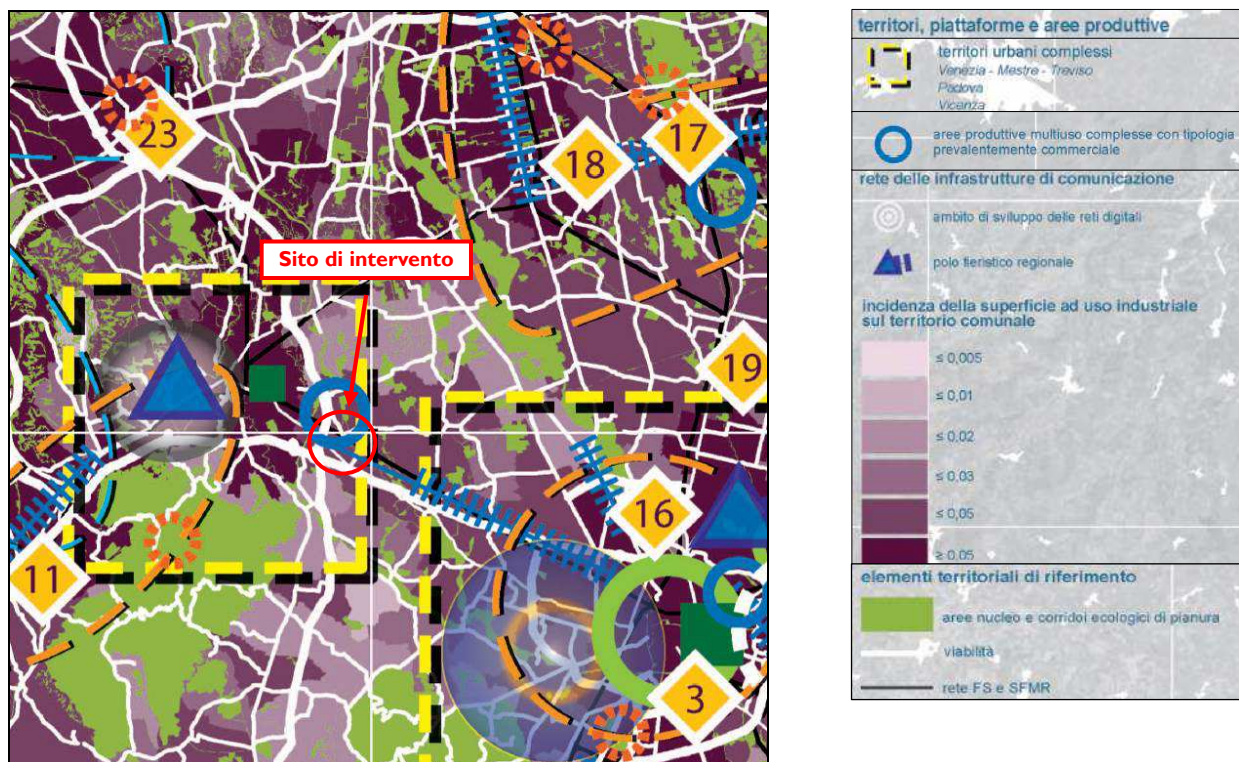 23
17
18
Sito di intervento
19
16
11
3
territori, piattaforme e aree produttive
territori urbani complessi
Venezia - Mestre - Treviso
Padova
Vicenza
aree produttive multiuso complesse con tipologia
prevalentemente commerciale
rete delle infrastrutture di comunicazione
ambito di sviluppo delle reti digitali
polo fieristico regionale
incidenza della superficie ad uso industriale
sul territorio comunale
≤ 0,005
≤ 0,01
≤ 0,02
≤ 0,03
≤ 0,05
≥ 0,05
elementi territoriali di riferimento
aree nucleo e corridoi ecologici di pianura
viabilità
rete FS e SFMR